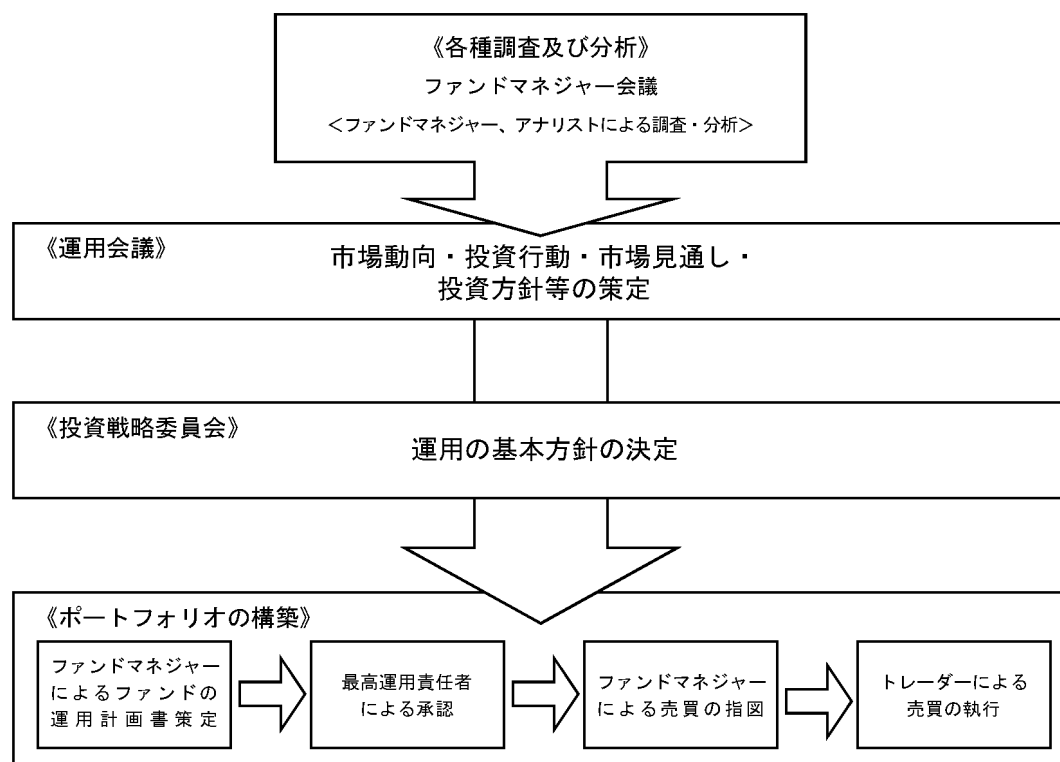 《各種調査及び分析》
ファンドマネジャー会議
＜ファンドマネジャー、アナリストによる調査・分析＞
《運用会議》
市場動向・投資行動・市場見通し・
投資方針等の策定
《投資戦略委員会》
運用の基本方針の決定
《ポートフォリオの構築》
ファンドマネジャー
によるファンドの
運用計画書策定
最高運用責任者
による承認
ファンドマネジャー
による売買の指図
トレーダーによる
売買の執行